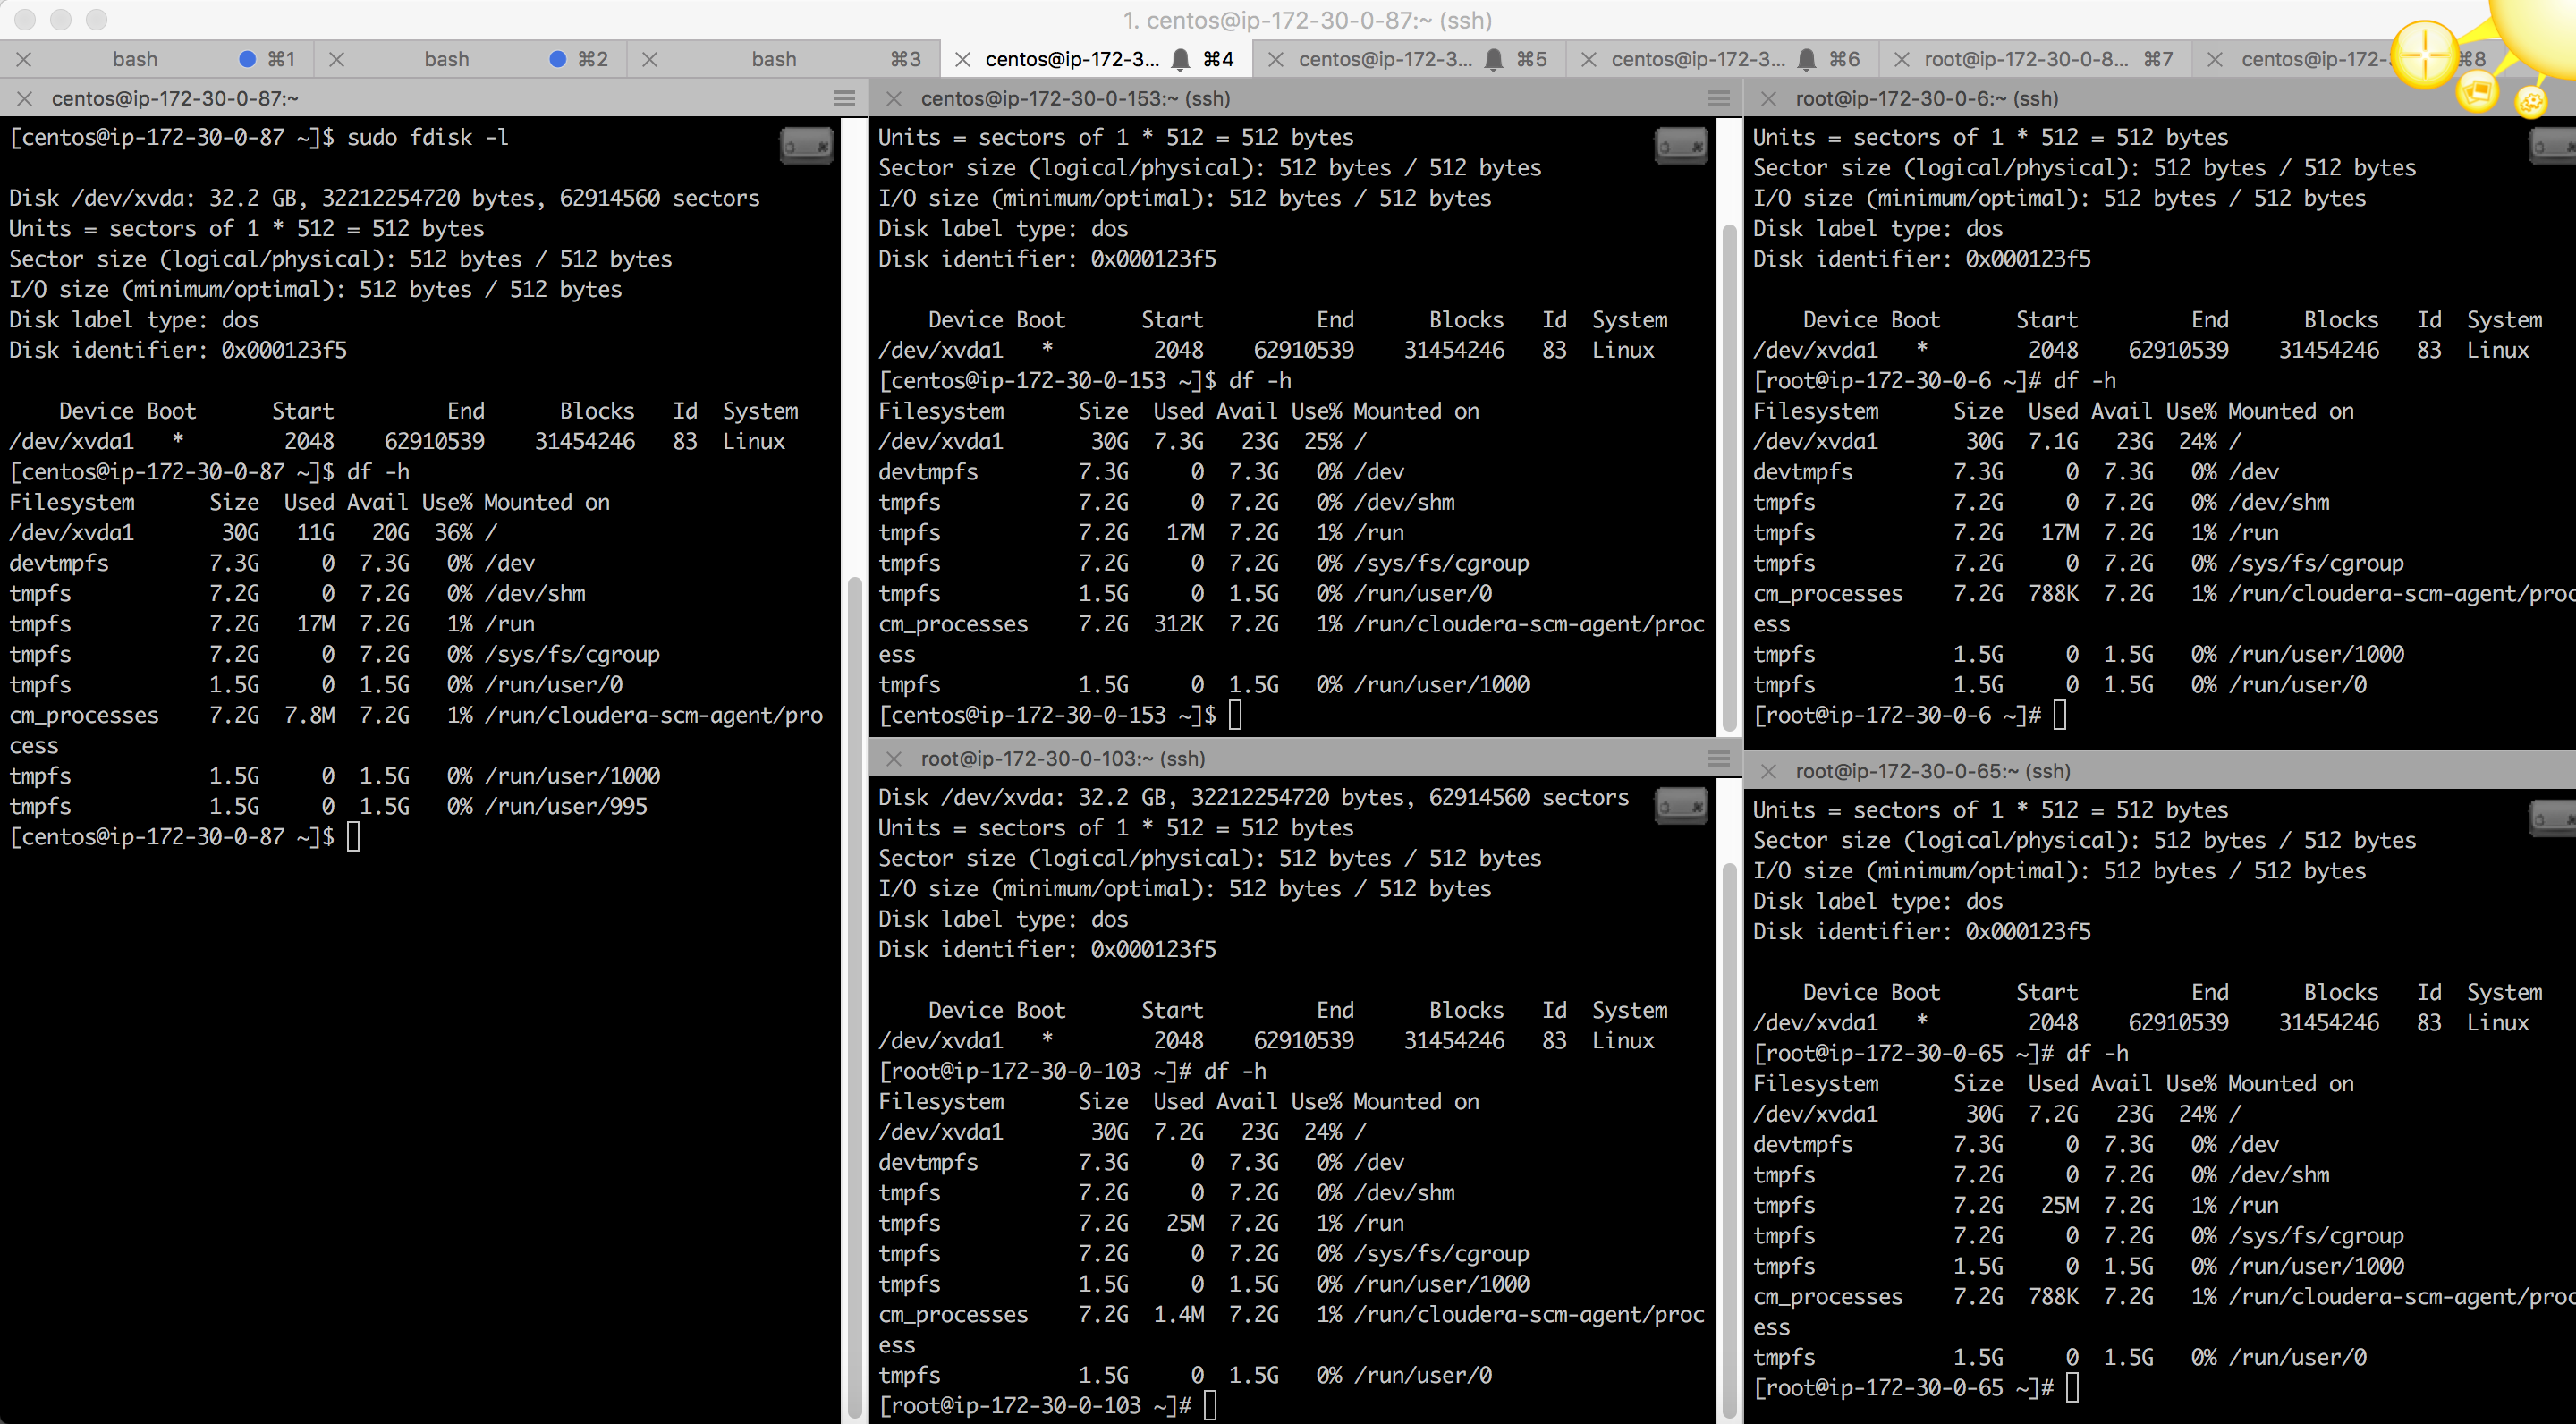 1. centos@ip-172-30-0-87:~ (ssh)
bash ⌘1 bash ⌘2 bash ⌘3 centos@ip-172-3... ⌘4 centos@ip-172-3... ⌘5 centos@ip-172-3... ⌘6 root@ip-172-30-0-8... ⌘7 centos@ip-172- ⌘8
centos@ip-172-30-0-87:~
[centos@ip-172-30-0-87 ~]$ sudo fdisk -l
Disk /dev/xvda: 32.2 GB, 32212254720 bytes, 62914560 sectors
Units = sectors of 1 * 512 = 512 bytes
Sector size (logical/physical): 512 bytes / 512 bytes
I/O size (minimum/optimal): 512 bytes / 512 bytes
Disk label type: dos
Disk identifier: 0x000123f5
Device Boot Start End Blocks Id System
/dev/xvda1 * 2048 62910539 31454246 83 Linux
[centos@ip-172-30-0-87 ~]$ df -h
Filesystem Size Used Avail Use% Mounted on
/dev/xvda1 30G 11G 20G 36% /
devtmpfs 7.3G 0 7.3G 0% /dev
tmpfs 7.2G 0 7.2G 0% /dev/shm
tmpfs 7.2G 17M 7.2G 1% /run
tmpfs 7.2G 0 7.2G 0% /sys/fs/cgroup
tmpfs 1.5G 0 1.5G 0% /run/user/0
cm_processes 7.2G 7.8M 7.2G 1% /run/cloudera-scm-agent/pro
cess
tmpfs 1.5G 0 1.5G 0% /run/user/1000
tmpfs 1.5G 0 1.5G 0% /run/user/995
[centos@ip-172-30-0-87 ~]$
centos@ip-172-30-0-153:~ (ssh)
Units = sectors of 1 * 512 = 512 bytes
Sector size (logical/physical): 512 bytes / 512 bytes
I/O size (minimum/optimal): 512 bytes / 512 bytes
Disk label type: dos
Disk identifier: 0x000123f5
Device Boot Start End Blocks Id System
/dev/xvda1 * 2048 62910539 31454246 83 Linux
[centos@ip-172-30-0-153 ~]$ df -h
Filesystem Size Used Avail Use% Mounted on
/dev/xvda1 30G 7.3G 23G 25% /
devtmpfs 7.3G 0 7.3G 0% /dev
tmpfs 7.2G 0 7.2G 0% /dev/shm
tmpfs 7.2G 17M 7.2G 1% /run
tmpfs 7.2G 0 7.2G 0% /sys/fs/cgroup
tmpfs 1.5G 0 1.5G 0% /run/user/0
cm_processes 7.2G 312K 7.2G 1% /run/cloudera-scm-agent/proc
ess
tmpfs 1.5G 0 1.5G 0% /run/user/1000
[centos@ip-172-30-0-153 ~]$
root@ip-172-30-0-103:~ (ssh)
Disk /dev/xvda: 32.2 GB, 32212254720 bytes, 62914560 sectors
Units = sectors of 1 * 512 = 512 bytes
Sector size (logical/physical): 512 bytes / 512 bytes
I/O size (minimum/optimal): 512 bytes / 512 bytes
Disk label type: dos
Disk identifier: 0x000123f5
Device Boot Start End Blocks Id System
/dev/xvda1 * 2048 62910539 31454246 83 Linux
[root@ip-172-30-0-103 ~]# df -h
Filesystem Size Used Avail Use% Mounted on
/dev/xvda1 30G 7.2G 23G 24% /
devtmpfs 7.3G 0 7.3G 0% /dev
tmpfs 7.2G 0 7.2G 0% /dev/shm
tmpfs 7.2G 25M 7.2G 1% /run
tmpfs 7.2G 0 7.2G 0% /sys/fs/cgroup
tmpfs 1.5G 0 1.5G 0% /run/user/1000
cm_processes 7.2G 1.4M 7.2G 1% /run/cloudera-scm-agent/proc
ess
tmpfs 1.5G 0 1.5G 0% /run/user/0
[root@ip-172-30-0-103 ~]#
root@ip-172-30-0-6:~ (ssh)
Units = sectors of 1 * 512 = 512 bytes
Sector size (logical/physical): 512 bytes / 512 bytes
I/O size (minimum/optimal): 512 bytes / 512 bytes
Disk label type: dos
Disk identifier: 0x000123f5
Device Boot Start End Blocks Id System
/dev/xvda1 * 2048 62910539 31454246 83 Linux
[root@ip-172-30-0-6 ~]# df -h
Filesystem Size Used Avail Use% Mounted on
/dev/xvda1 30G 7.1G 23G 24% /
devtmpfs 7.3G 0 7.3G 0% /dev
tmpfs 7.2G 0 7.2G 0% /dev/shm
tmpfs 7.2G 17M 7.2G 1% /run
tmpfs 7.2G 0 7.2G 0% /sys/fs/cgroup
cm_processes 7.2G 788K 7.2G 1% /run/cloudera-scm-agent/proc
ess
tmpfs 1.5G 0 1.5G 0% /run/user/1000
tmpfs 1.5G 0 1.5G 0% /run/user/0
[root@ip-172-30-0-6 ~]#
root@ip-172-30-0-65:~ (ssh)
Units = sectors of 1 * 512 = 512 bytes
Sector size (logical/physical): 512 bytes / 512 bytes
I/O size (minimum/optimal): 512 bytes / 512 bytes
Disk label type: dos
Disk identifier: 0x000123f5
Device Boot Start End Blocks Id System
/dev/xvda1 * 2048 62910539 31454246 83 Linux
[root@ip-172-30-0-65 ~]# df -h
Filesystem Size Used Avail Use% Mounted on
/dev/xvda1 30G 7.2G 23G 24% /
devtmpfs 7.3G 0 7.3G 0% /dev
tmpfs 7.2G 0 7.2G 0% /dev/shm
tmpfs 7.2G 25M 7.2G 1% /run
tmpfs 7.2G 0 7.2G 0% /sys/fs/cgroup
tmpfs 1.5G 0 1.5G 0% /run/user/1000
cm_processes 7.2G 788K 7.2G 1% /run/cloudera-scm-agent/proc
ess
tmpfs 1.5G 0 1.5G 0% /run/user/0
[root@ip-172-30-0-65 ~]#